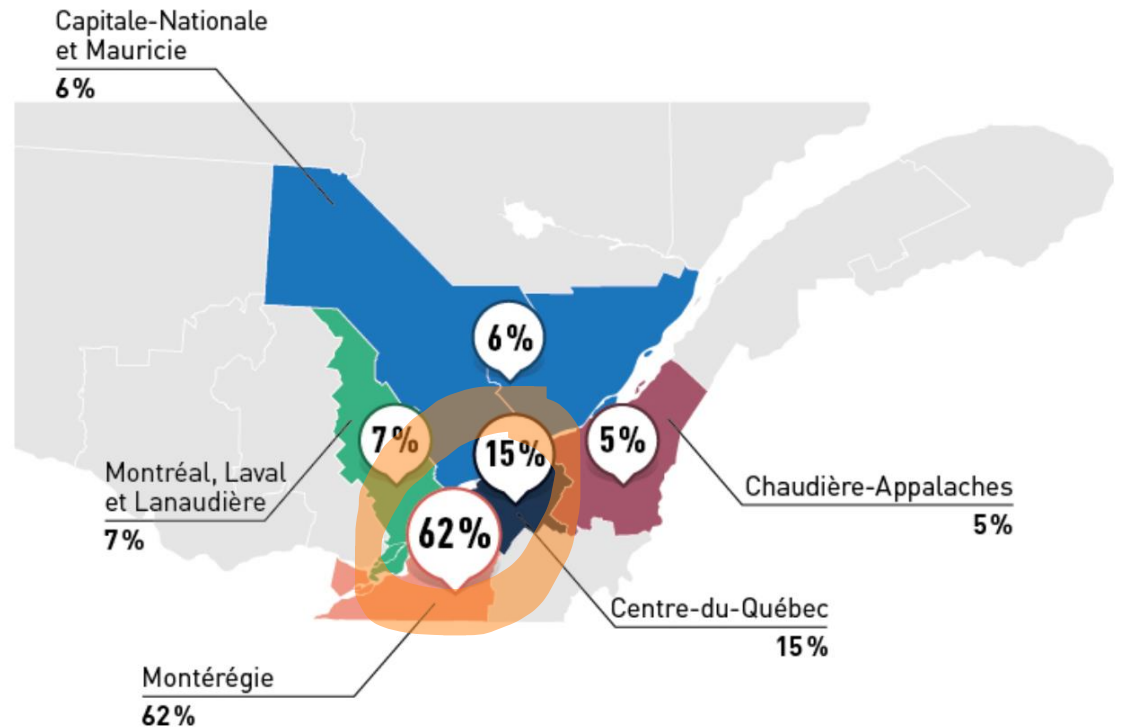 Capitale-Nationale
et Mauricie
6%
6%
7%
15%
5%
62%
Montréal, Laval
et Lanaudière
7%
Chaudière-Appalaches
5%
Centre-du-Québec
15%
Montérégie
62%